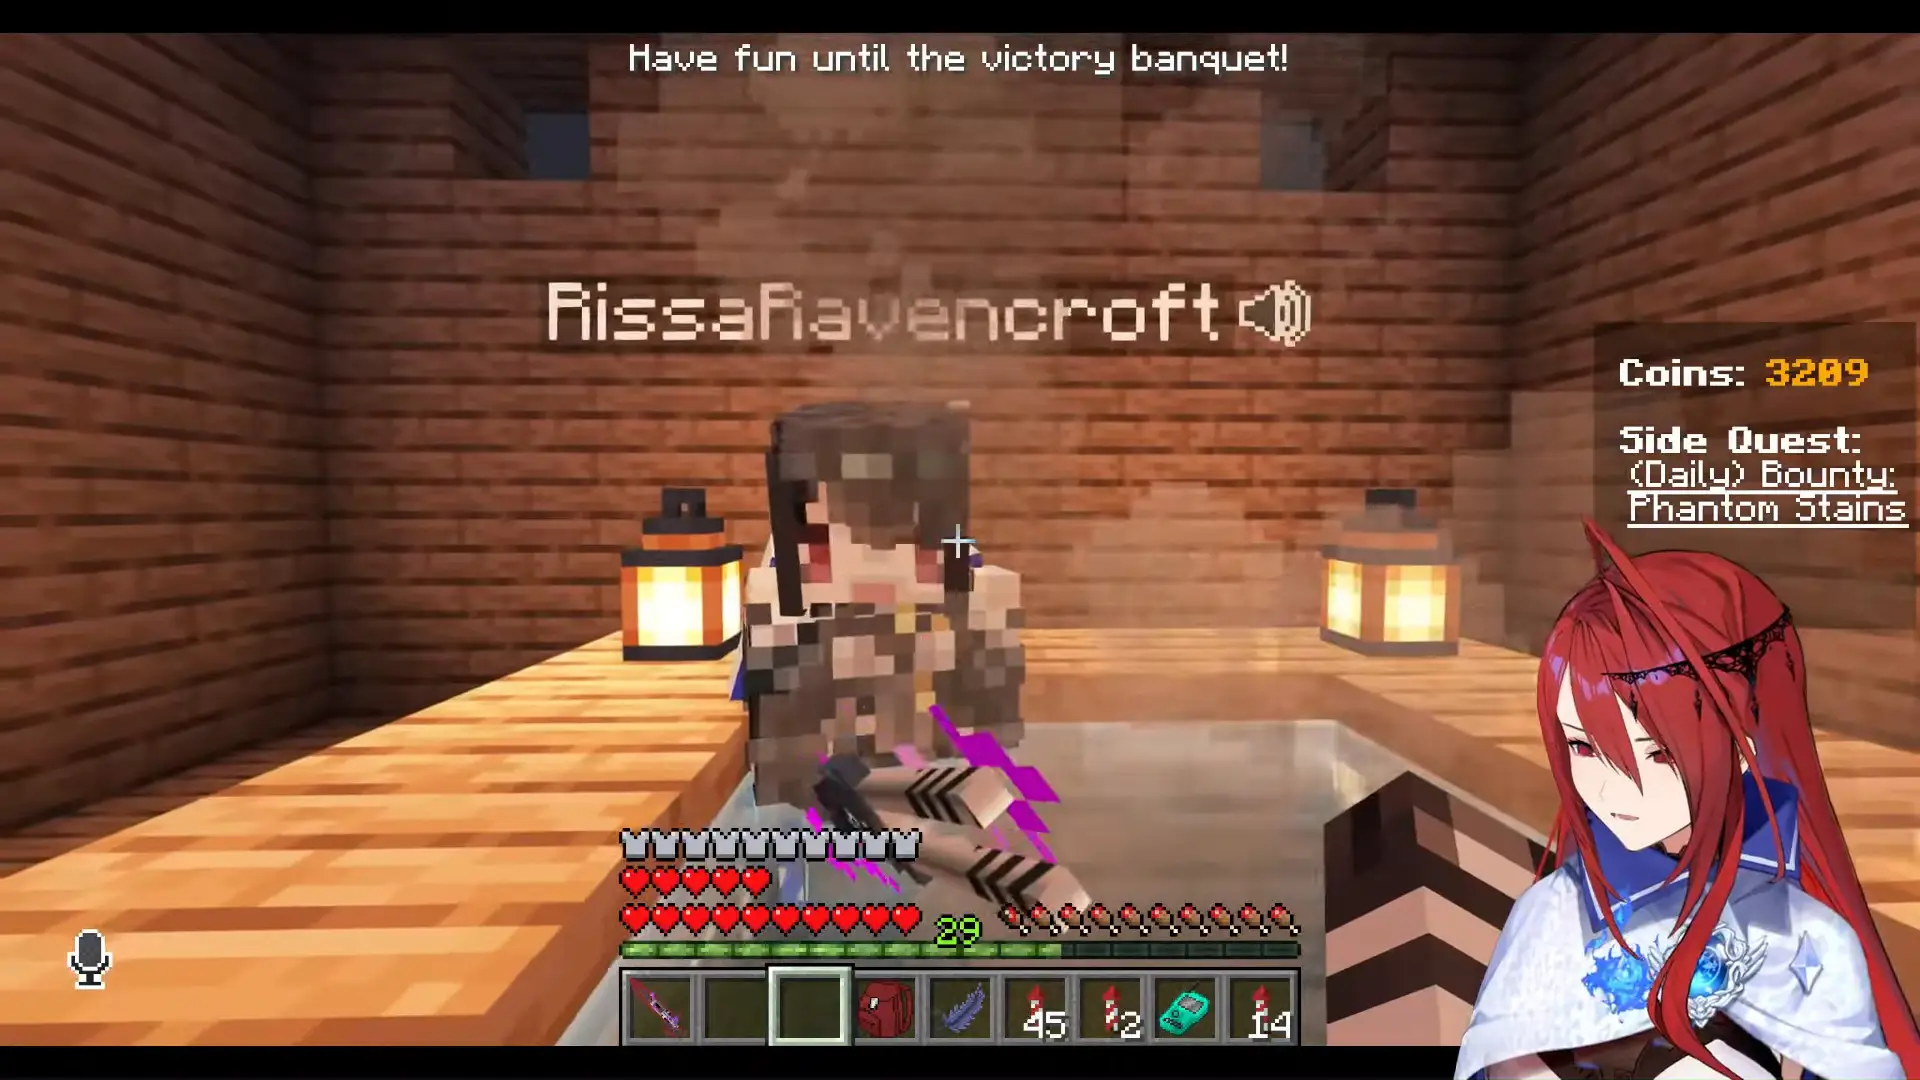 Have fun until the victory banquet!
RissaRavencroft
Coins: 3209
Side Quest:
(Daily) Bounty:
Phantom Stains
29
45
2
14